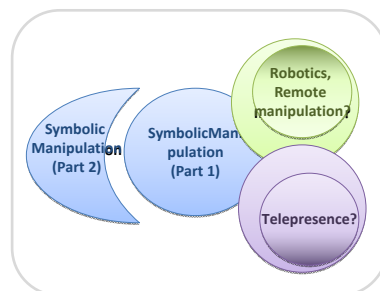 Symbolic
Manipulation
(Part 2)
SymbolicMani
pulation
(Part 1)
Robotics,
Remote
manipulation?
Telepresence?